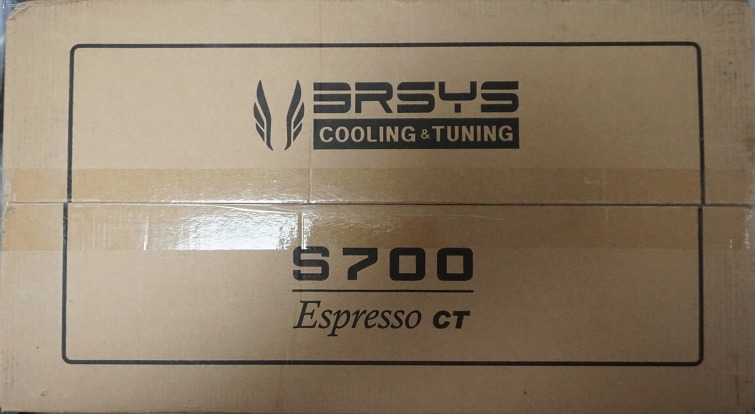 3RSYS
COOLING & TUNING
S700
Espresso CT